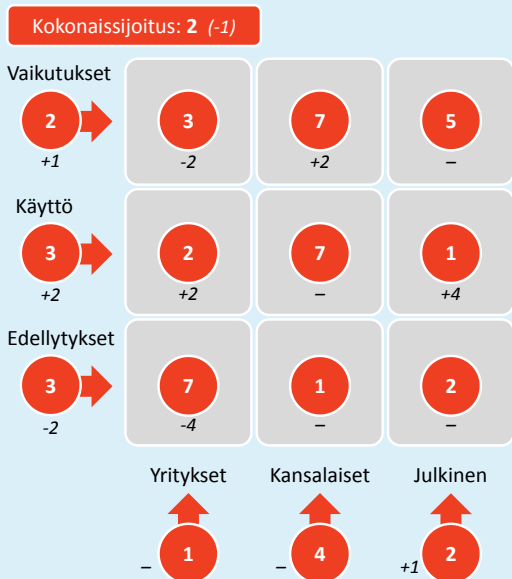 Kokonaissijoitus: 2 (-1)
Vaikutukset
2 3 7 5
+1 -2 +2 –
Käyttö
3 2 7 1
+2 +2 – +4
Edellytykset
3 7 1 2
-2 -4 – –
Yritykset Kansalaiset Julkinen
– 1 – 4 +1 2